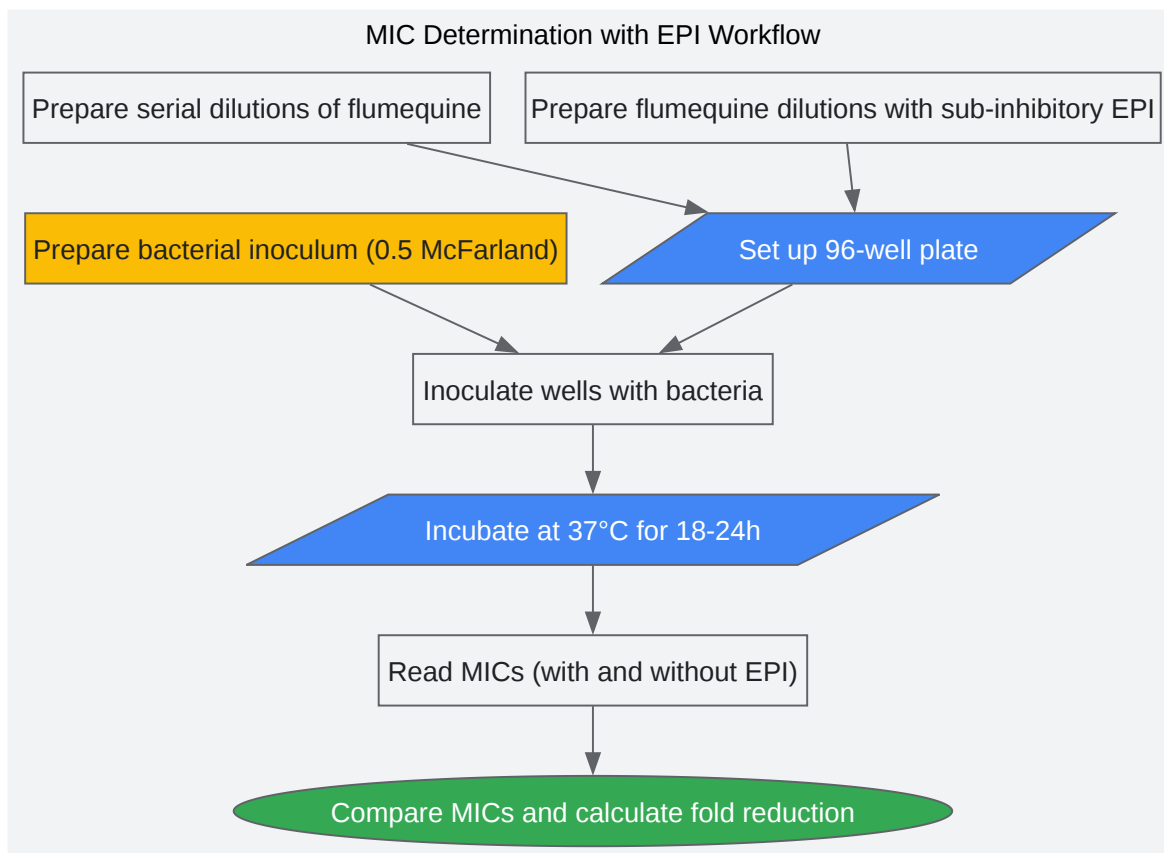 MIC Determination with EPI Workflow
Prepare serial dilutions of flumequine
Prepare flumequine dilutions with sub-inhibitory EPI
Prepare bacterial inoculum (0.5 McFarland)
Set up 96-well plate
Inoculate wells with bacteria
Incubate at 37°C for 18-24h
Read MICs (with and without EPI)
Compare MICs and calculate fold reduction